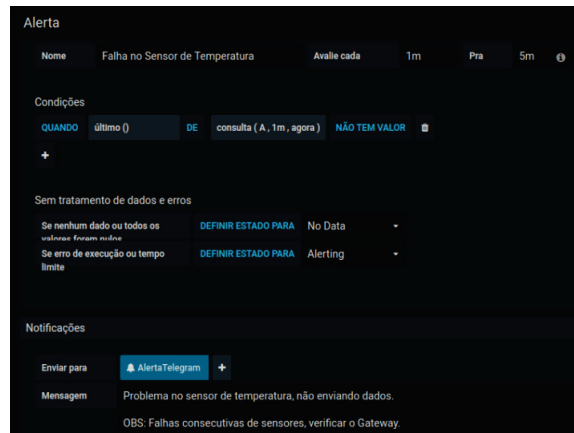 Alerta
Nome Falha no Sensor de Temperatura Avalie cada 1m Pra 5m
Condições
QUANDO último () DE consulta ( A , 1m , agora ) NÃO TEM VALOR
+
Sem tratamento de dados e erros
Se nenhum dado ou todos os DEFINIR ESTADO PARA No Data
valores forem nulos
Se erro de execução ou tempo DEFINIR ESTADO PARA Alerting
limite
Notificações
Enviar para AlertaTelegram +
Mensagem Problema no sensor de temperatura, não enviando dados.
OBS: Falhas consecutivas de sensores, verificar o Gateway.